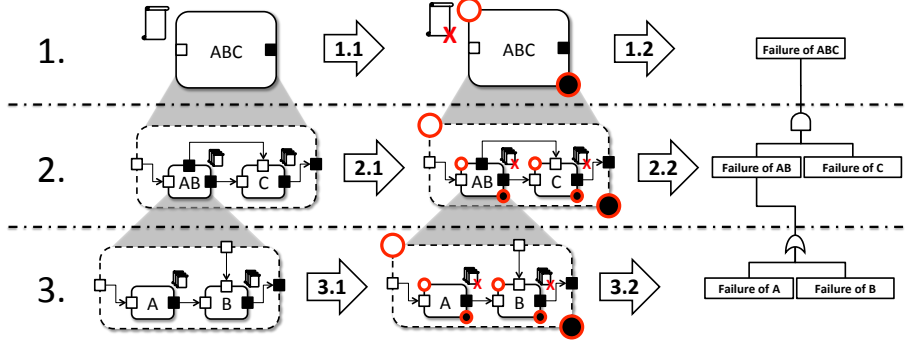 1.
ABC
1.1
X
ABC
1.2
Failure of ABC
2.
AB
C
2.1
X
X
AB
C
2.2
Failure of AB
Failure of C
3.
A
B
3.1
X
X
A
B
3.2
Failure of A
Failure of B